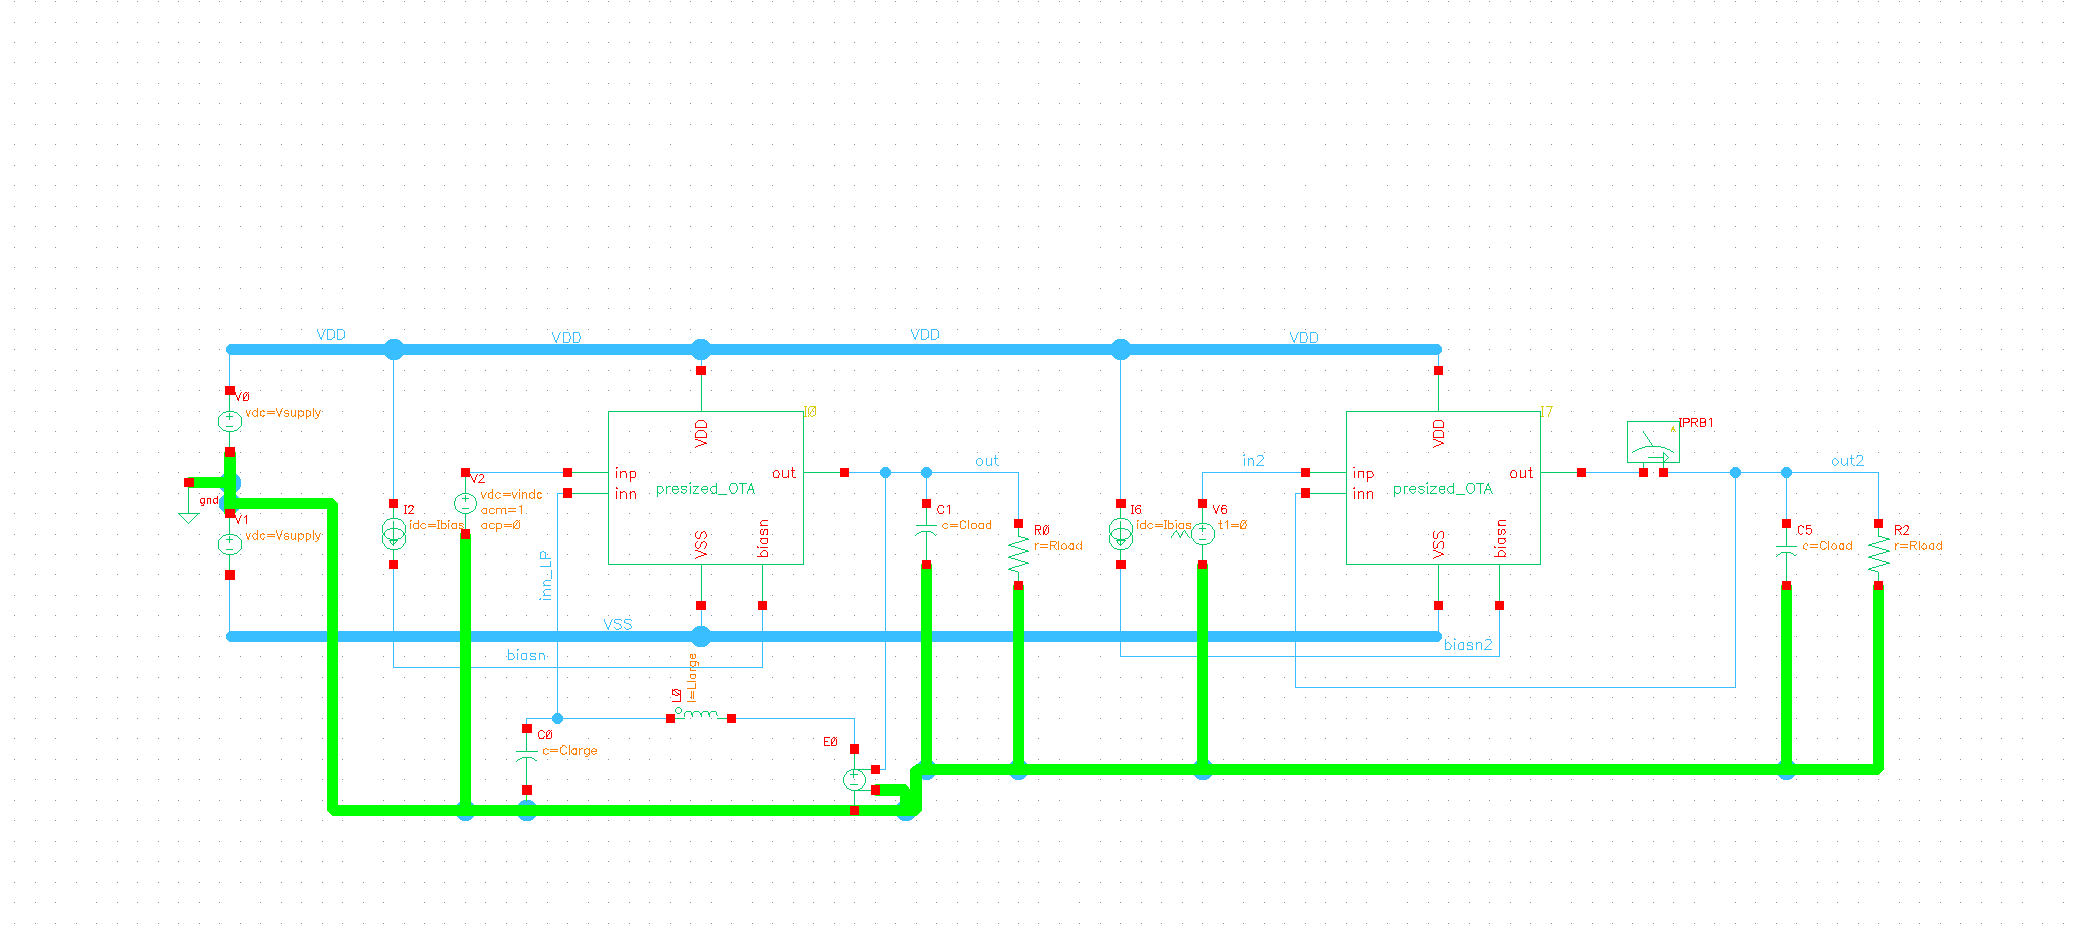 VDD
VDD
VDD
VDD
V0
vdc=Vsupply
gnd
V1
vdc=Vsupply
I2
idc=Ibias
V2
vdc=vindc
acm=1
acp=0
I0
VDD
inp
inn
out
presized_OTA
VSS
biasn
inn_LP
out
C1
c=Cload
R0
r=Rload
I6
idc=Ibias
V6
t1=0
in2
I7
VDD
inp
inn
out
presized_OTA
VSS
biasn
IPRB1
out2
C5
c=Cload
R2
r=Rload
VSS
biasn
biasn2
L0
l=Llarge
C0
c=Clarge
E0